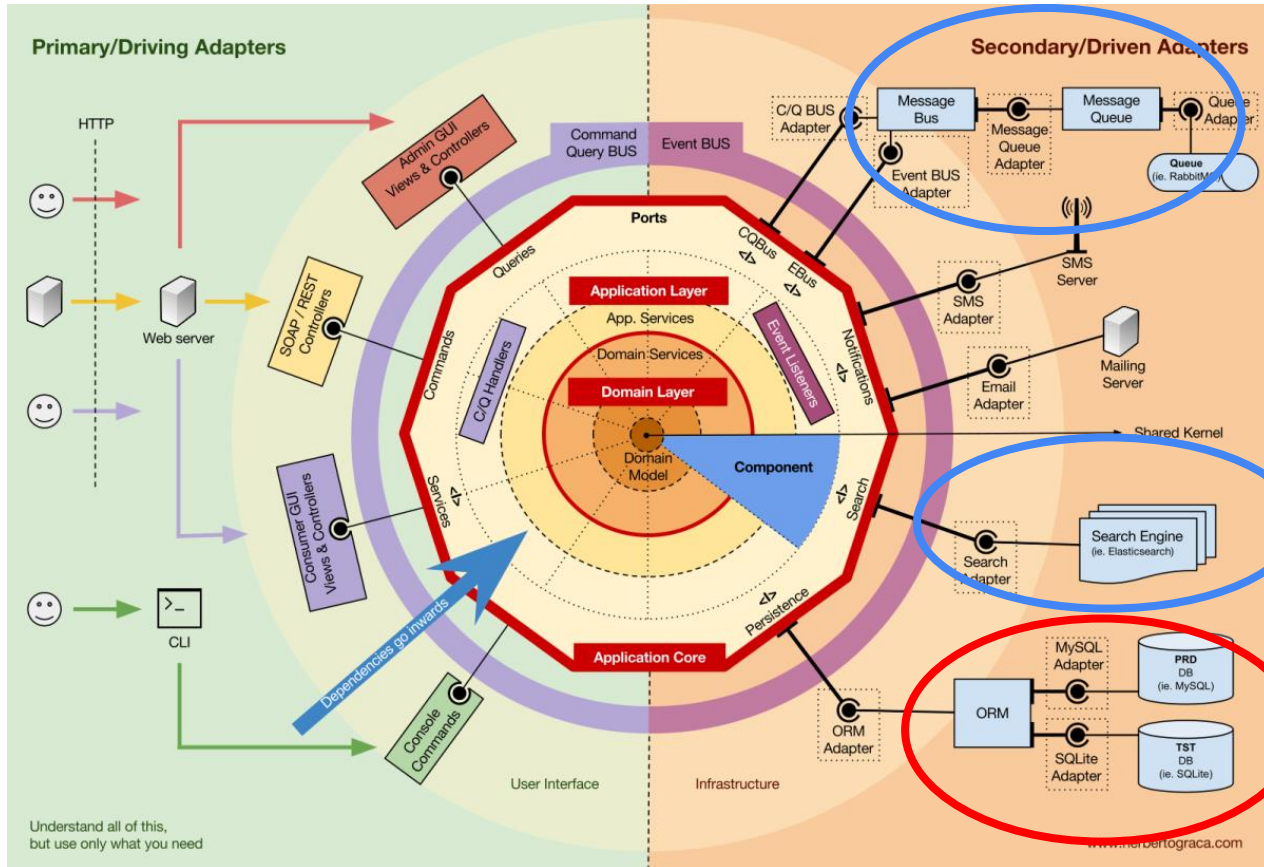 Primary/Driving Adapters
Secondary/Driven Adapters
HTTP
Web server
CLI
Admin GUI
Views & Controllers
SOAP / REST
Controllers
Consumer GUI
Views & Controllers
Console
Commands
Command
Query BUS
Event BUS
Ports
Queries
Commands
Services
</>
C/Q Handlers
Application Layer
App. Services
Domain Services
Domain Layer
Domain
Model
Component
Event Listeners
CQBus
</>
EBus
</>
Notifications
</>
Search
</>
Persistence
</>
Application Core
Dependencies go inwards
User Interface
Infrastructure
C/Q BUS
Adapter
Message
Bus
Event BUS
Adapter
Message
Queue
Adapter
Message
Queue
Queue
Adapter
Queue
(ie. RabbitMQ)
SMS
Server
SMS
Adapter
Email
Adapter
Mailing
Server
Shared Kernel
Search
Adapter
Search Engine
(ie. Elasticsearch)
ORM
Adapter
ORM
MySQL
Adapter
SQLite
Adapter
PRD
DB
(ie. MySQL)
TST
DB
(ie. SQLite)
Understand all of this,
but use only what you need
www.herbertograca.com